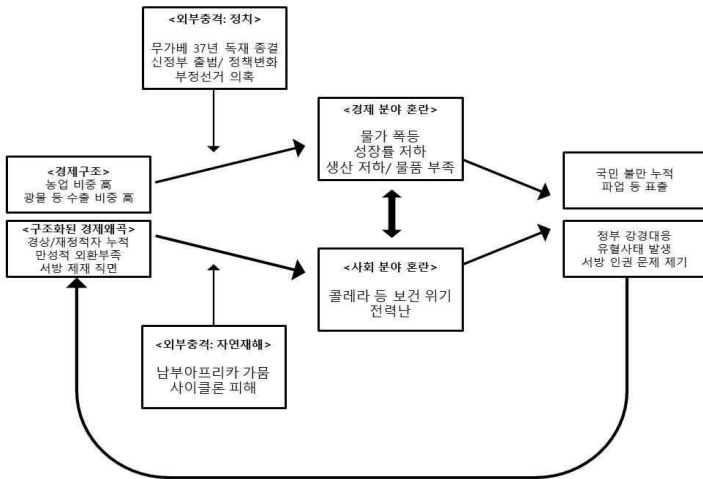 <외부충격: 정치>
무가베 37년 독재 종결
신정부 출범/ 정책변화
부정선거 의혹
<경제 분야 혼란>
물가 폭등
성장률 저하
생산 저하/ 물품 부족
<경제구조>
농업 비중 高
광물 등 수출 비중 高
국민 불만 누적
파업 등 표출
<구조화된 경제왜곡>
경상/재정적자 누적
만성적 외환부족
서방 제재 직면
정부 강경대응
유혈사태 발생
서방 인권 문제 제기
<사회 분야 혼란>
콜레라 등 보건 위기
전력난
<외부충격: 자연재해>
남부아프리카 가뭄
사이클론 피해